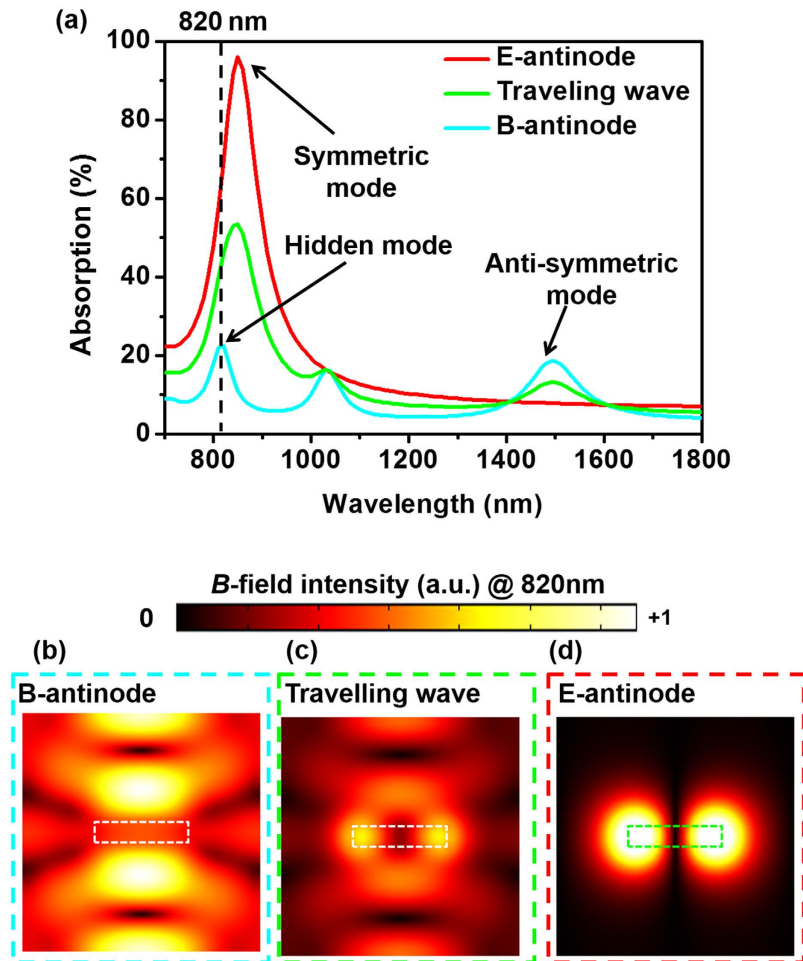 (a)
820 nm
100
80
60
40
20
0
Absorption (%)
E-antinode
Traveling wave
B-antinode
Symmetric
mode
Hidden mode
Anti-symmetric
mode
800 1000 1200 1400 1600 1800
Wavelength (nm)
B-field intensity (a.u.) @ 820nm
0 +1
(b) (c) (d)
B-antinode Travelling wave E-antinode